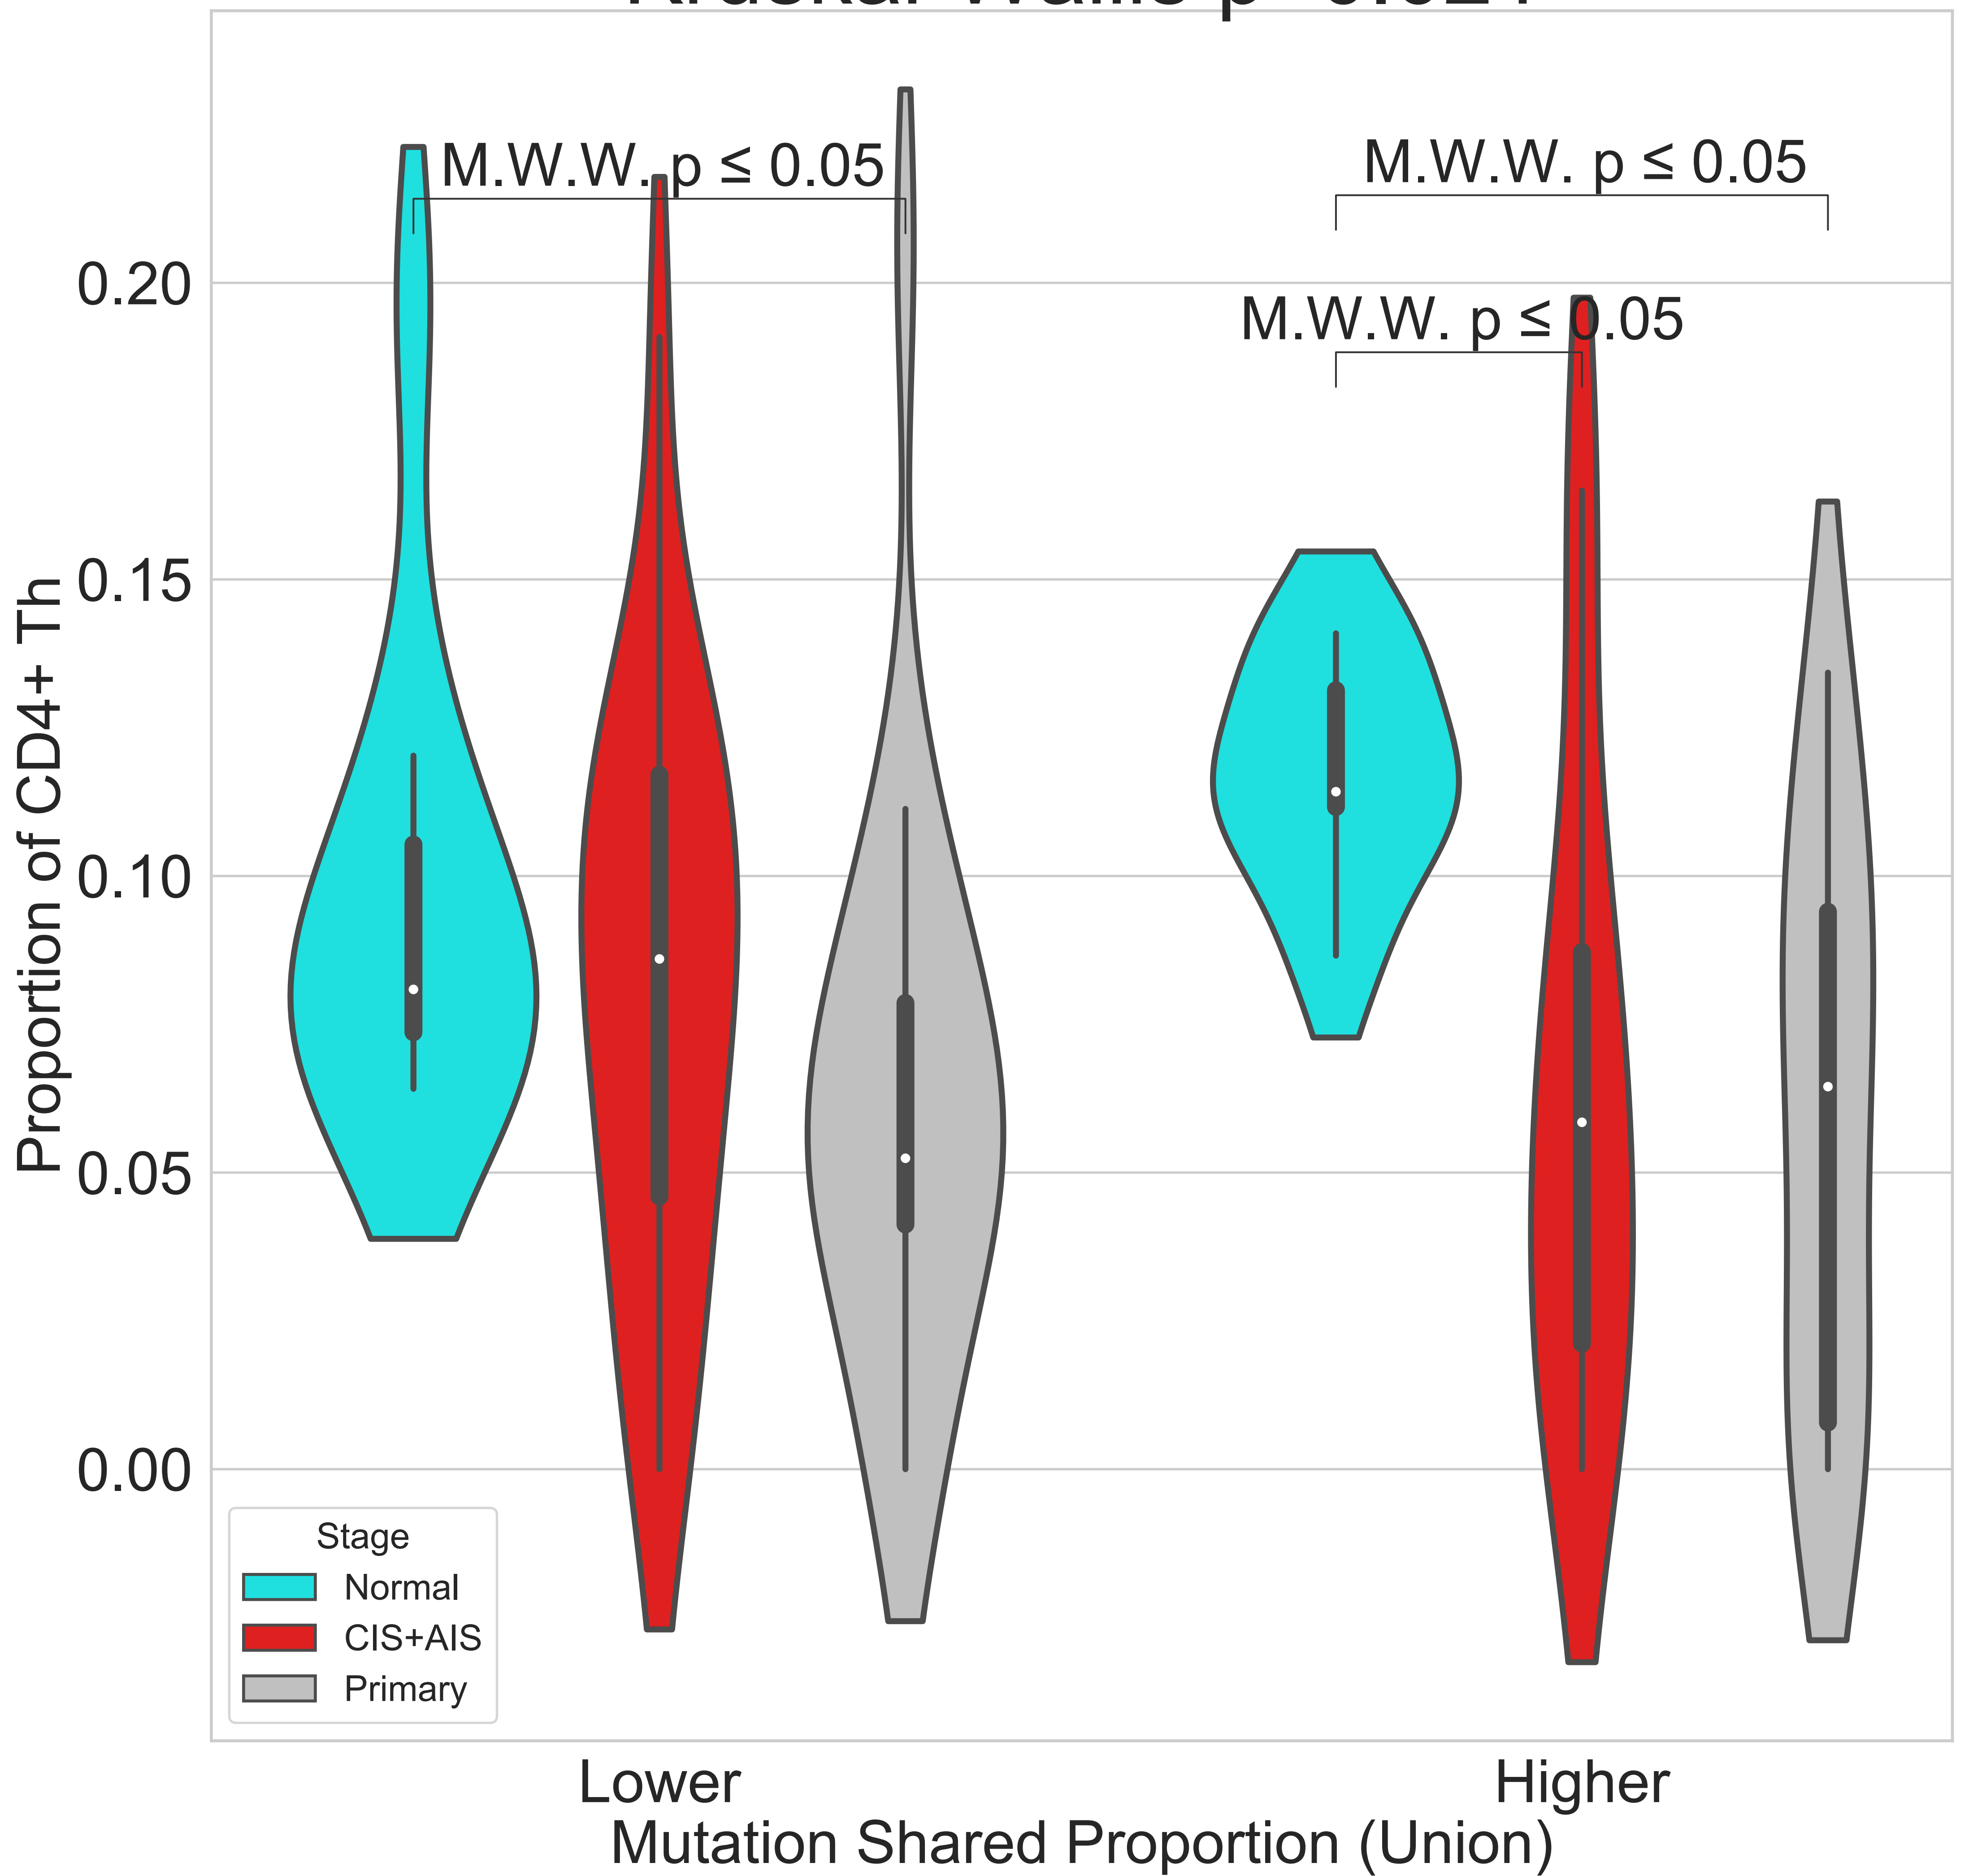 M.W.W. p ≤ 0.05
M.W.W. p ≤ 0.05
M.W.W. p ≤ 0.05
Proportion of CD4+ Th
0.20
0.15
0.10
0.05
0.00
Stage
Normal
CIS+AIS
Primary
Lower
Higher
Mutation Shared Proportion (Union)